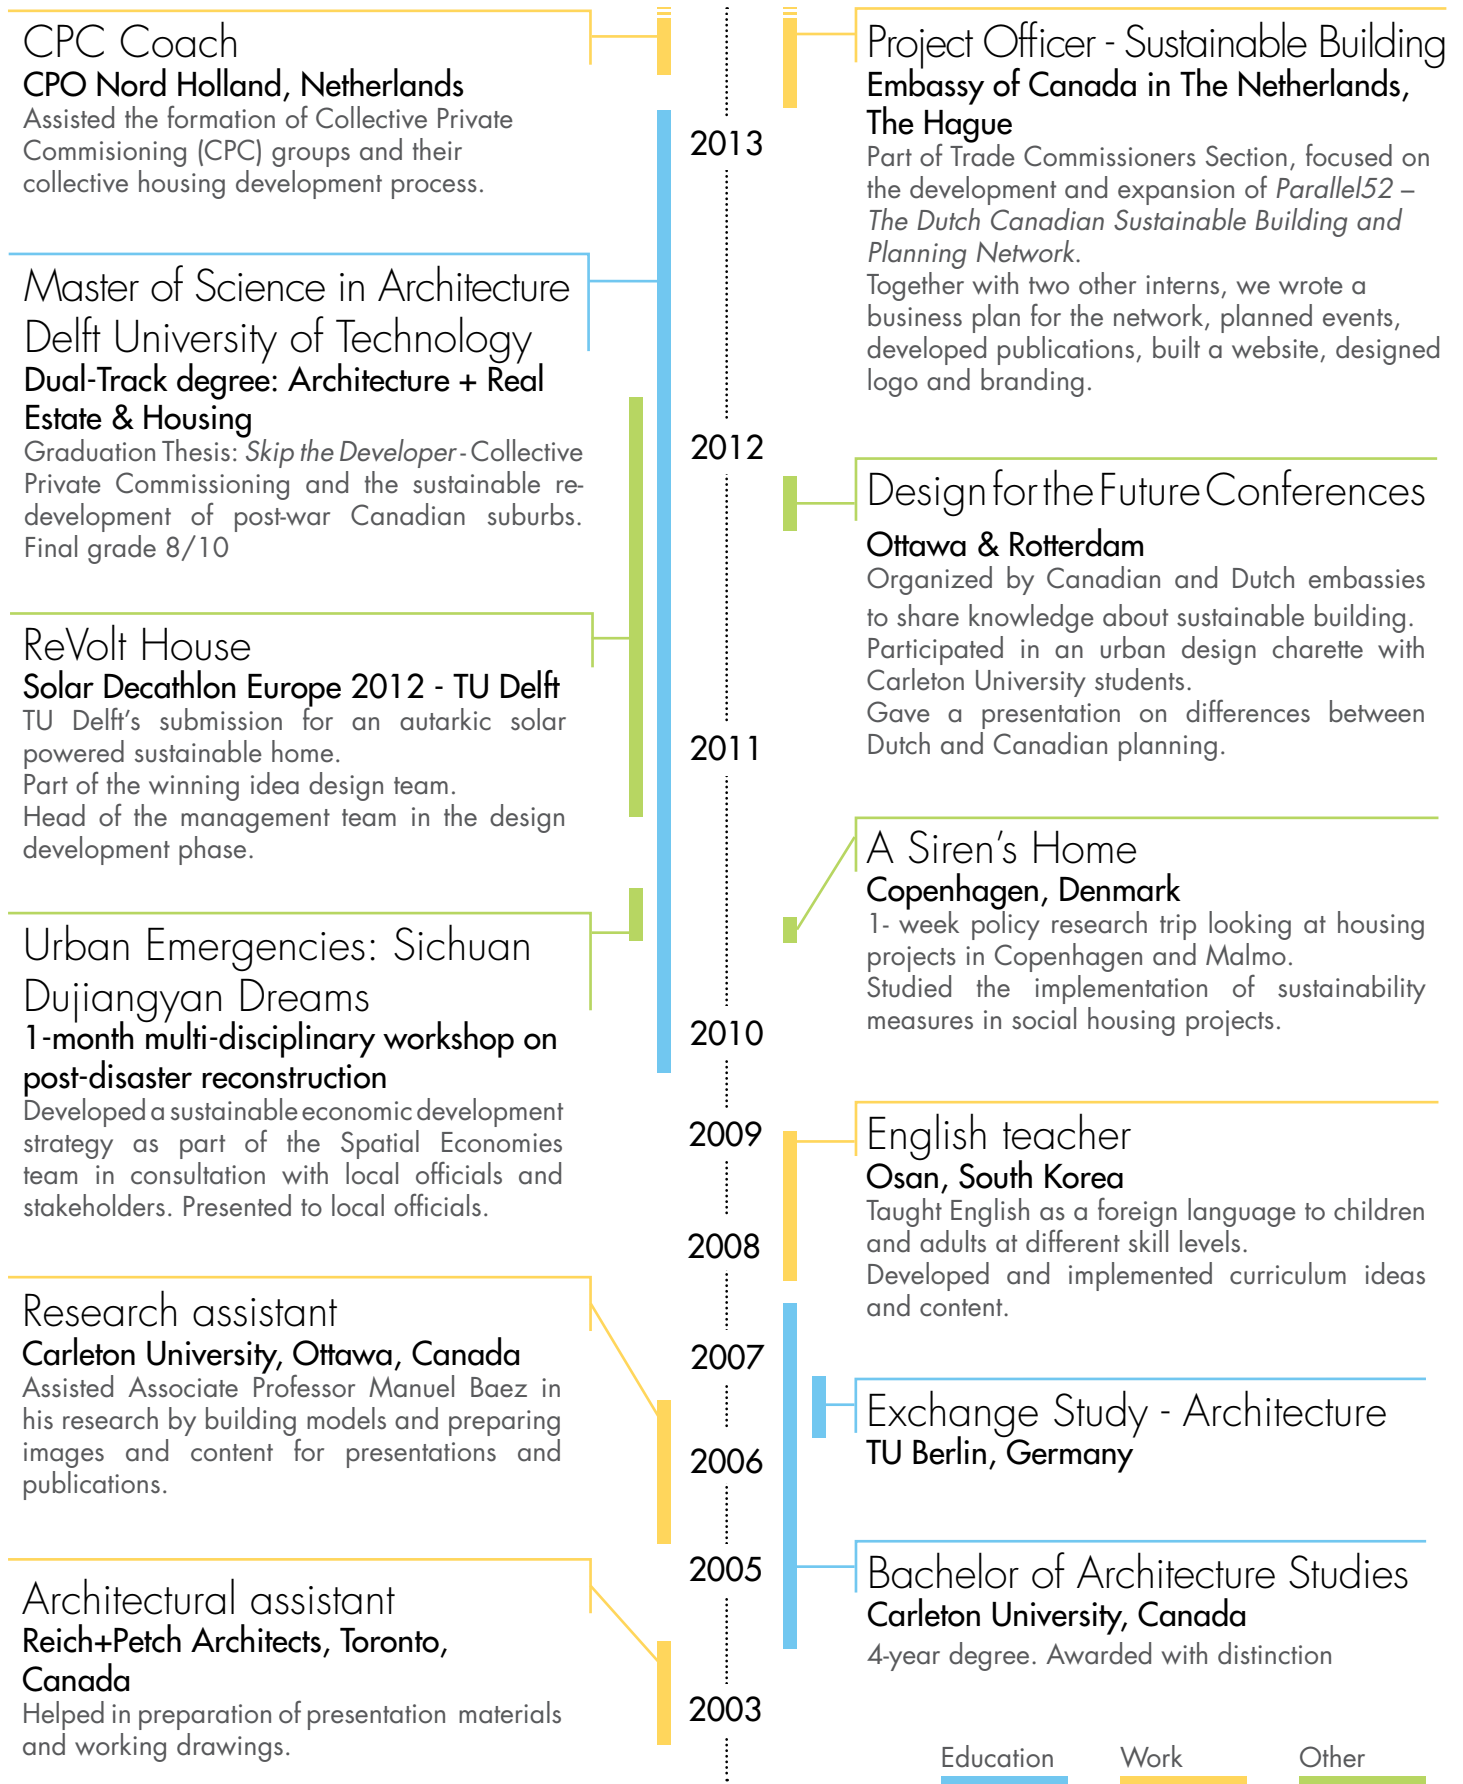 CPC Coach
CPO Nord Holland, Netherlands
Assisted the formation of Collective Private
Commisioning (CPC) groups and their
collective housing development process.
Master of Science in Architecture
Delft University of Technology
Dual-Track degree: Architecture + Real
Estate & Housing
Graduation Thesis: Skip the Developer - Collective
Private Commissioning and the sustainable re-
development of post-war Canadian suburbs.
Final grade 8/10
ReVolt House
Solar Decathlon Europe 2012 - TU Delft
TU Delft's submission for an autarkic solar
powered sustainable home.
Part of the winning idea design team.
Head of the management team in the design
development phase.
Urban Emergencies: Sichuan
Dujiangyan Dreams
1-month multi-disciplinary workshop on
post-disaster reconstruction
Developed a sustainable economic development
strategy as part of the Spatial Economies
team in consultation with local officials and
stakeholders. Presented to local officials.
Research assistant
Carleton University, Ottawa, Canada
Assisted Associate Professor Manuel Baez in
his research by building models and preparing
images and content for presentations and
publications.
Architectural assistant
Reich+Petch Architects, Toronto,
Canada
Helped in preparation of presentation materials
and working drawings.
2013
2012
2011
2010
2009
2008
2007
2006
2005
2003
Project Officer - Sustainable Building
Embassy of Canada in The Netherlands,
The Hague
Part of Trade Commissioners Section, focused on
the development and expansion of Parallel52 –
The Dutch Canadian Sustainable Building and
Planning Network.
Together with two other interns, we wrote a
business plan for the network, planned events,
developed publications, built a website, designed
logo and branding.
Design for the Future Conferences
Ottawa & Rotterdam
Organized by Canadian and Dutch embassies
to share knowledge about sustainable building.
Participated in an urban design charette with
Carleton University students.
Gave a presentation on differences between
Dutch and Canadian planning.
A Siren's Home
Copenhagen, Denmark
1- week policy research trip looking at housing
projects in Copenhagen and Malmo.
Studied the implementation of sustainability
measures in social housing projects.
English teacher
Osan, South Korea
Taught English as a foreign language to children
and adults at different skill levels.
Developed and implemented curriculum ideas
and content.
Exchange Study - Architecture
TU Berlin, Germany
Bachelor of Architecture Studies
Carleton University, Canada
4-year degree. Awarded with distinction
Education
Work
Other